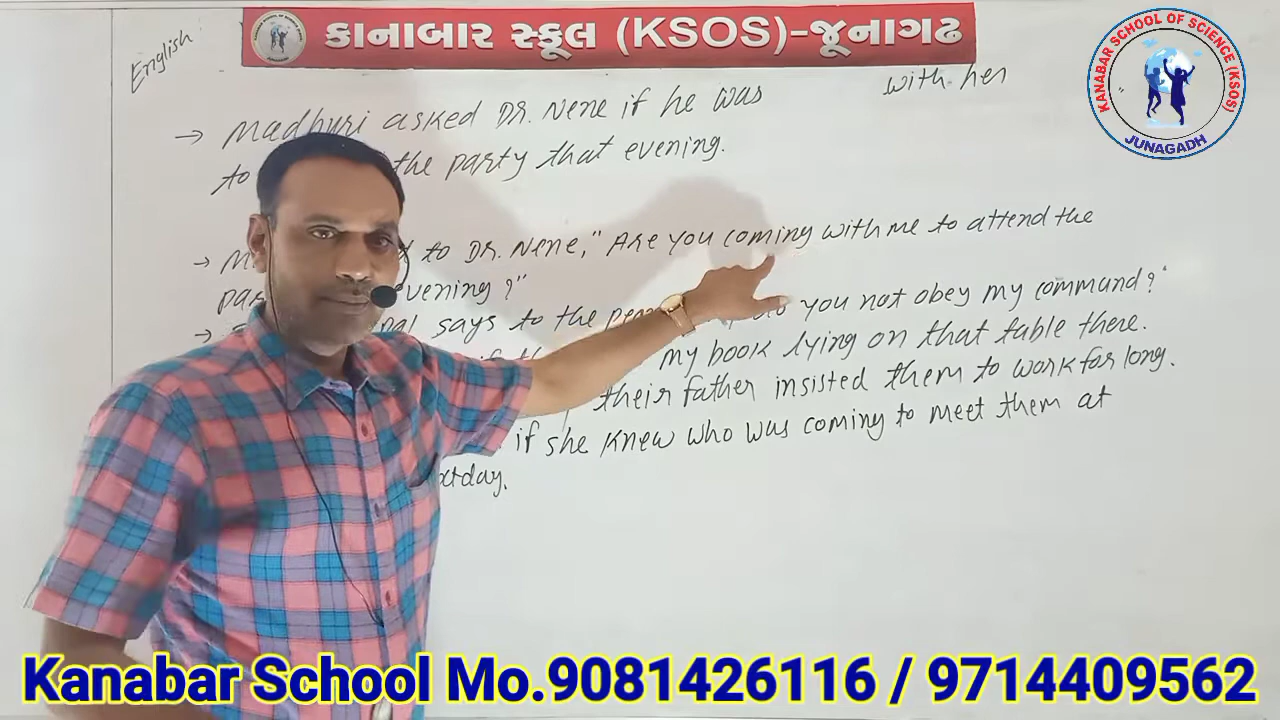 કાનાબાર સ્કૂલ (KSOS)-જૂનાગઢ
English
KANABAR SCHOOL OF SCIENCE (KSOS)
JUNAGADH
→ Madhuri asked Dr. Nene if he was with her
to the party that evening.
→ to Dr. Nene, "Are you coming with me to attend the
evening?"
→ says to the you not obey my command?"
my book lying on that table there.
their father insisted them to work for long.
if she knew who was coming to meet them at
Kanabar School Mo.9081426116 / 9714409562